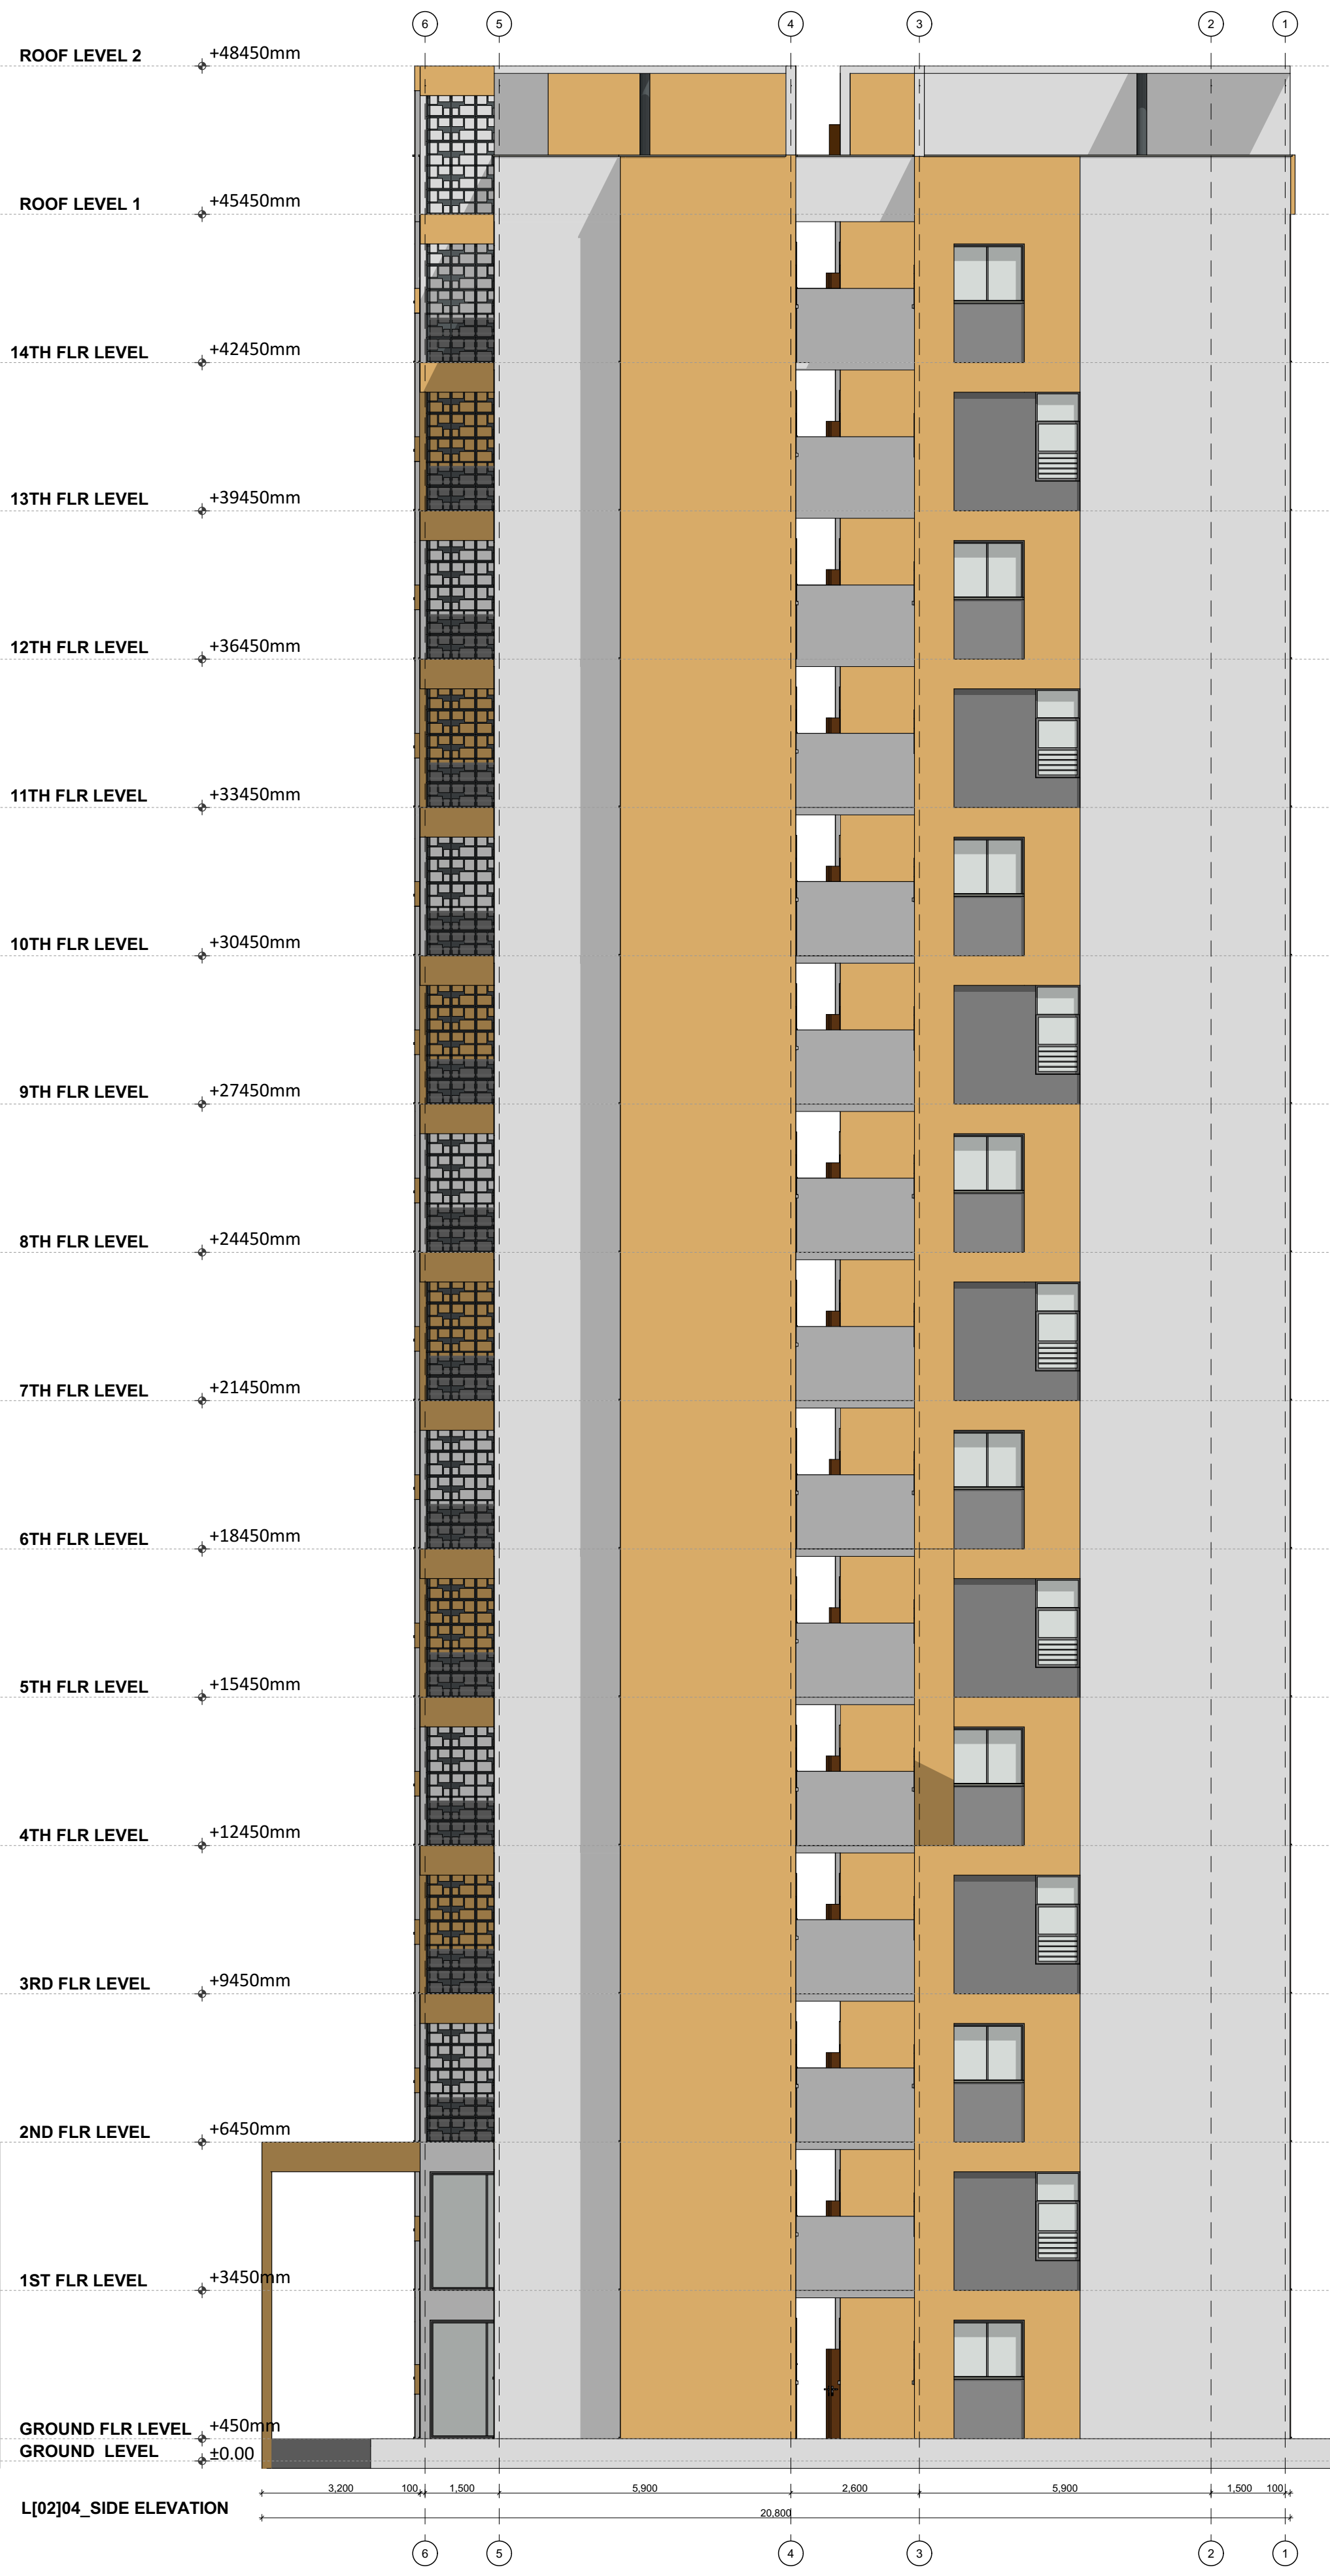 6 5 4 3 2 1
ROOF LEVEL 2 +48450mm
ROOF LEVEL 1 +45450mm
14TH FLR LEVEL +42450mm
13TH FLR LEVEL +39450mm
12TH FLR LEVEL +36450mm
11TH FLR LEVEL +33450mm
10TH FLR LEVEL +30450mm
9TH FLR LEVEL +27450mm
8TH FLR LEVEL +24450mm
7TH FLR LEVEL +21450mm
6TH FLR LEVEL +18450mm
5TH FLR LEVEL +15450mm
4TH FLR LEVEL +12450mm
3RD FLR LEVEL +9450mm
2ND FLR LEVEL +6450mm
1ST FLR LEVEL +3450mm
GROUND FLR LEVEL +450mm
GROUND LEVEL ±0.00
3,200 100 1,500 5,900 2,600 5,900 1,500 100
L[02]04_SIDE ELEVATION
20,800
6 5 4 3 2 1